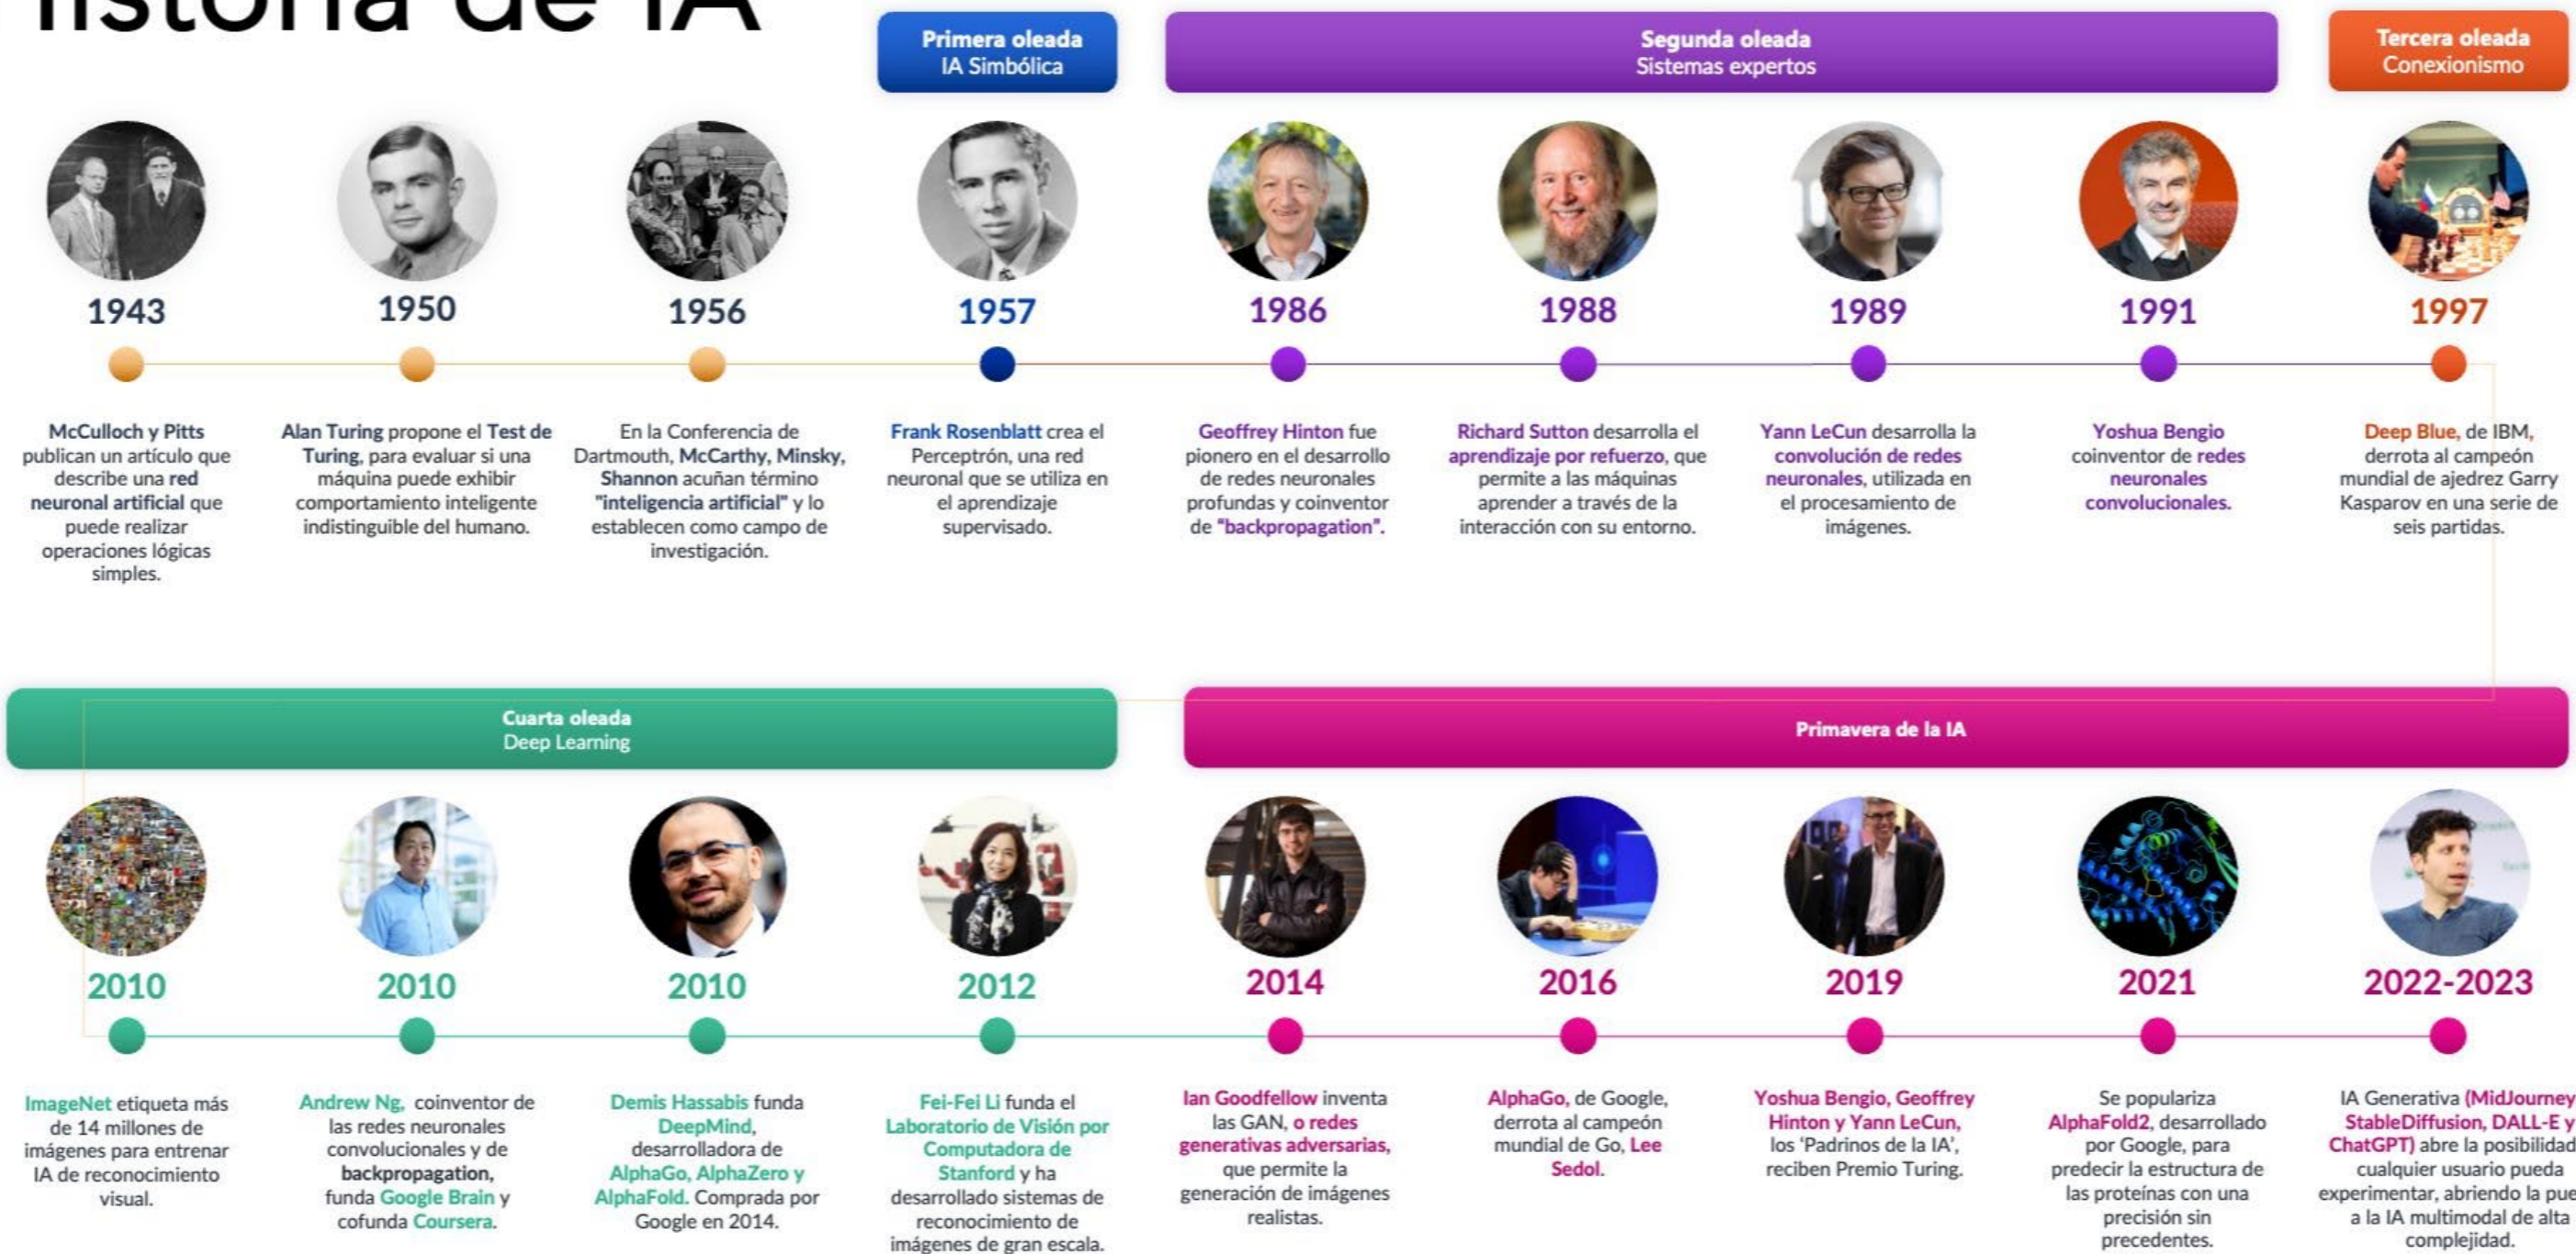 Historia de IA
Primera oleada
IA Simbólica
Segunda oleada
Sistemas expertos
Tercera oleada
Conexionismo
1943
McCulloch y Pitts
publican un artículo que
describe una red
neuronal artificial que
puede realizar
operaciones lógicas
simples.
1950
Alan Turing propone el Test de
Turing, para evaluar si una
máquina puede exhibir
comportamiento inteligente
indistinguible del humano.
1956
En la Conferencia de
Dartmouth, McCarthy, Minsky,
Shannon acuñan término
"inteligencia artificial" y lo
establecen como campo de
investigación.
1957
Frank Rosenblatt crea el
Perceptrón, una red
neuronal que se utiliza en
el aprendizaje
supervisado.
1986
Geoffrey Hinton fue
pionero en el desarrollo
de redes neuronales
profundas y coinventor
de “backpropagation”.
1988
Richard Sutton desarrolla el
aprendizaje por refuerzo, que
permite a las máquinas
aprender a través de la
interacción con su entorno.
1989
Yann LeCun desarrolla la
convolución de redes
neuronales, utilizada en
el procesamiento de
imágenes.
1991
Yoshua Bengio
coinventor de redes
neuronales
convolucionales.
1997
Deep Blue, de IBM,
derrota al campeón
mundial de ajedrez Garry
Kasparov en una serie de
seis partidas.
Cuarta oleada
Deep Learning
Primavera de la IA
2010
ImageNet etiqueta más
de 14 millones de
imágenes para entrenar
IA de reconocimiento
visual.
2010
Andrew Ng, coinventor de
las redes neuronales
convolucionales y de
backpropagation,
funda Google Brain y
cofunda Coursera.
2010
Demis Hassabis funda
DeepMind,
desarrolladora de
AlphaGo, AlphaZero y
AlphaFold. Comprada por
Google en 2014.
2012
Fei-Fei Li funda el
Laboratorio de Visión por
Computadora de
Stanford y ha
desarrollado sistemas de
reconocimiento de
imágenes de gran escala.
2014
Ian Goodfellow inventa
las GAN, o redes
generativas adversarias,
que permite la
generación de imágenes
realistas.
2016
AlphaGo, de Google,
derrota al campeón
mundial de Go, Lee
Sedol.
2019
Yoshua Bengio, Geoffrey
Hinton y Yann LeCun,
los ‘Padrinos de la IA’,
reciben Premio Turing.
2021
Se populariza
AlphaFold2, desarrollado
por Google, para
predecir la estructura de
las proteínas con una
precisión sin
precedentes.
2022-2023
IA Generativa (MidJourney
StableDiffusion, DALL-E y
ChatGPT) abre la posibilidad
cualquier usuario pueda
experimentar, abriendo la
a la IA multimodal de alta
complejidad.